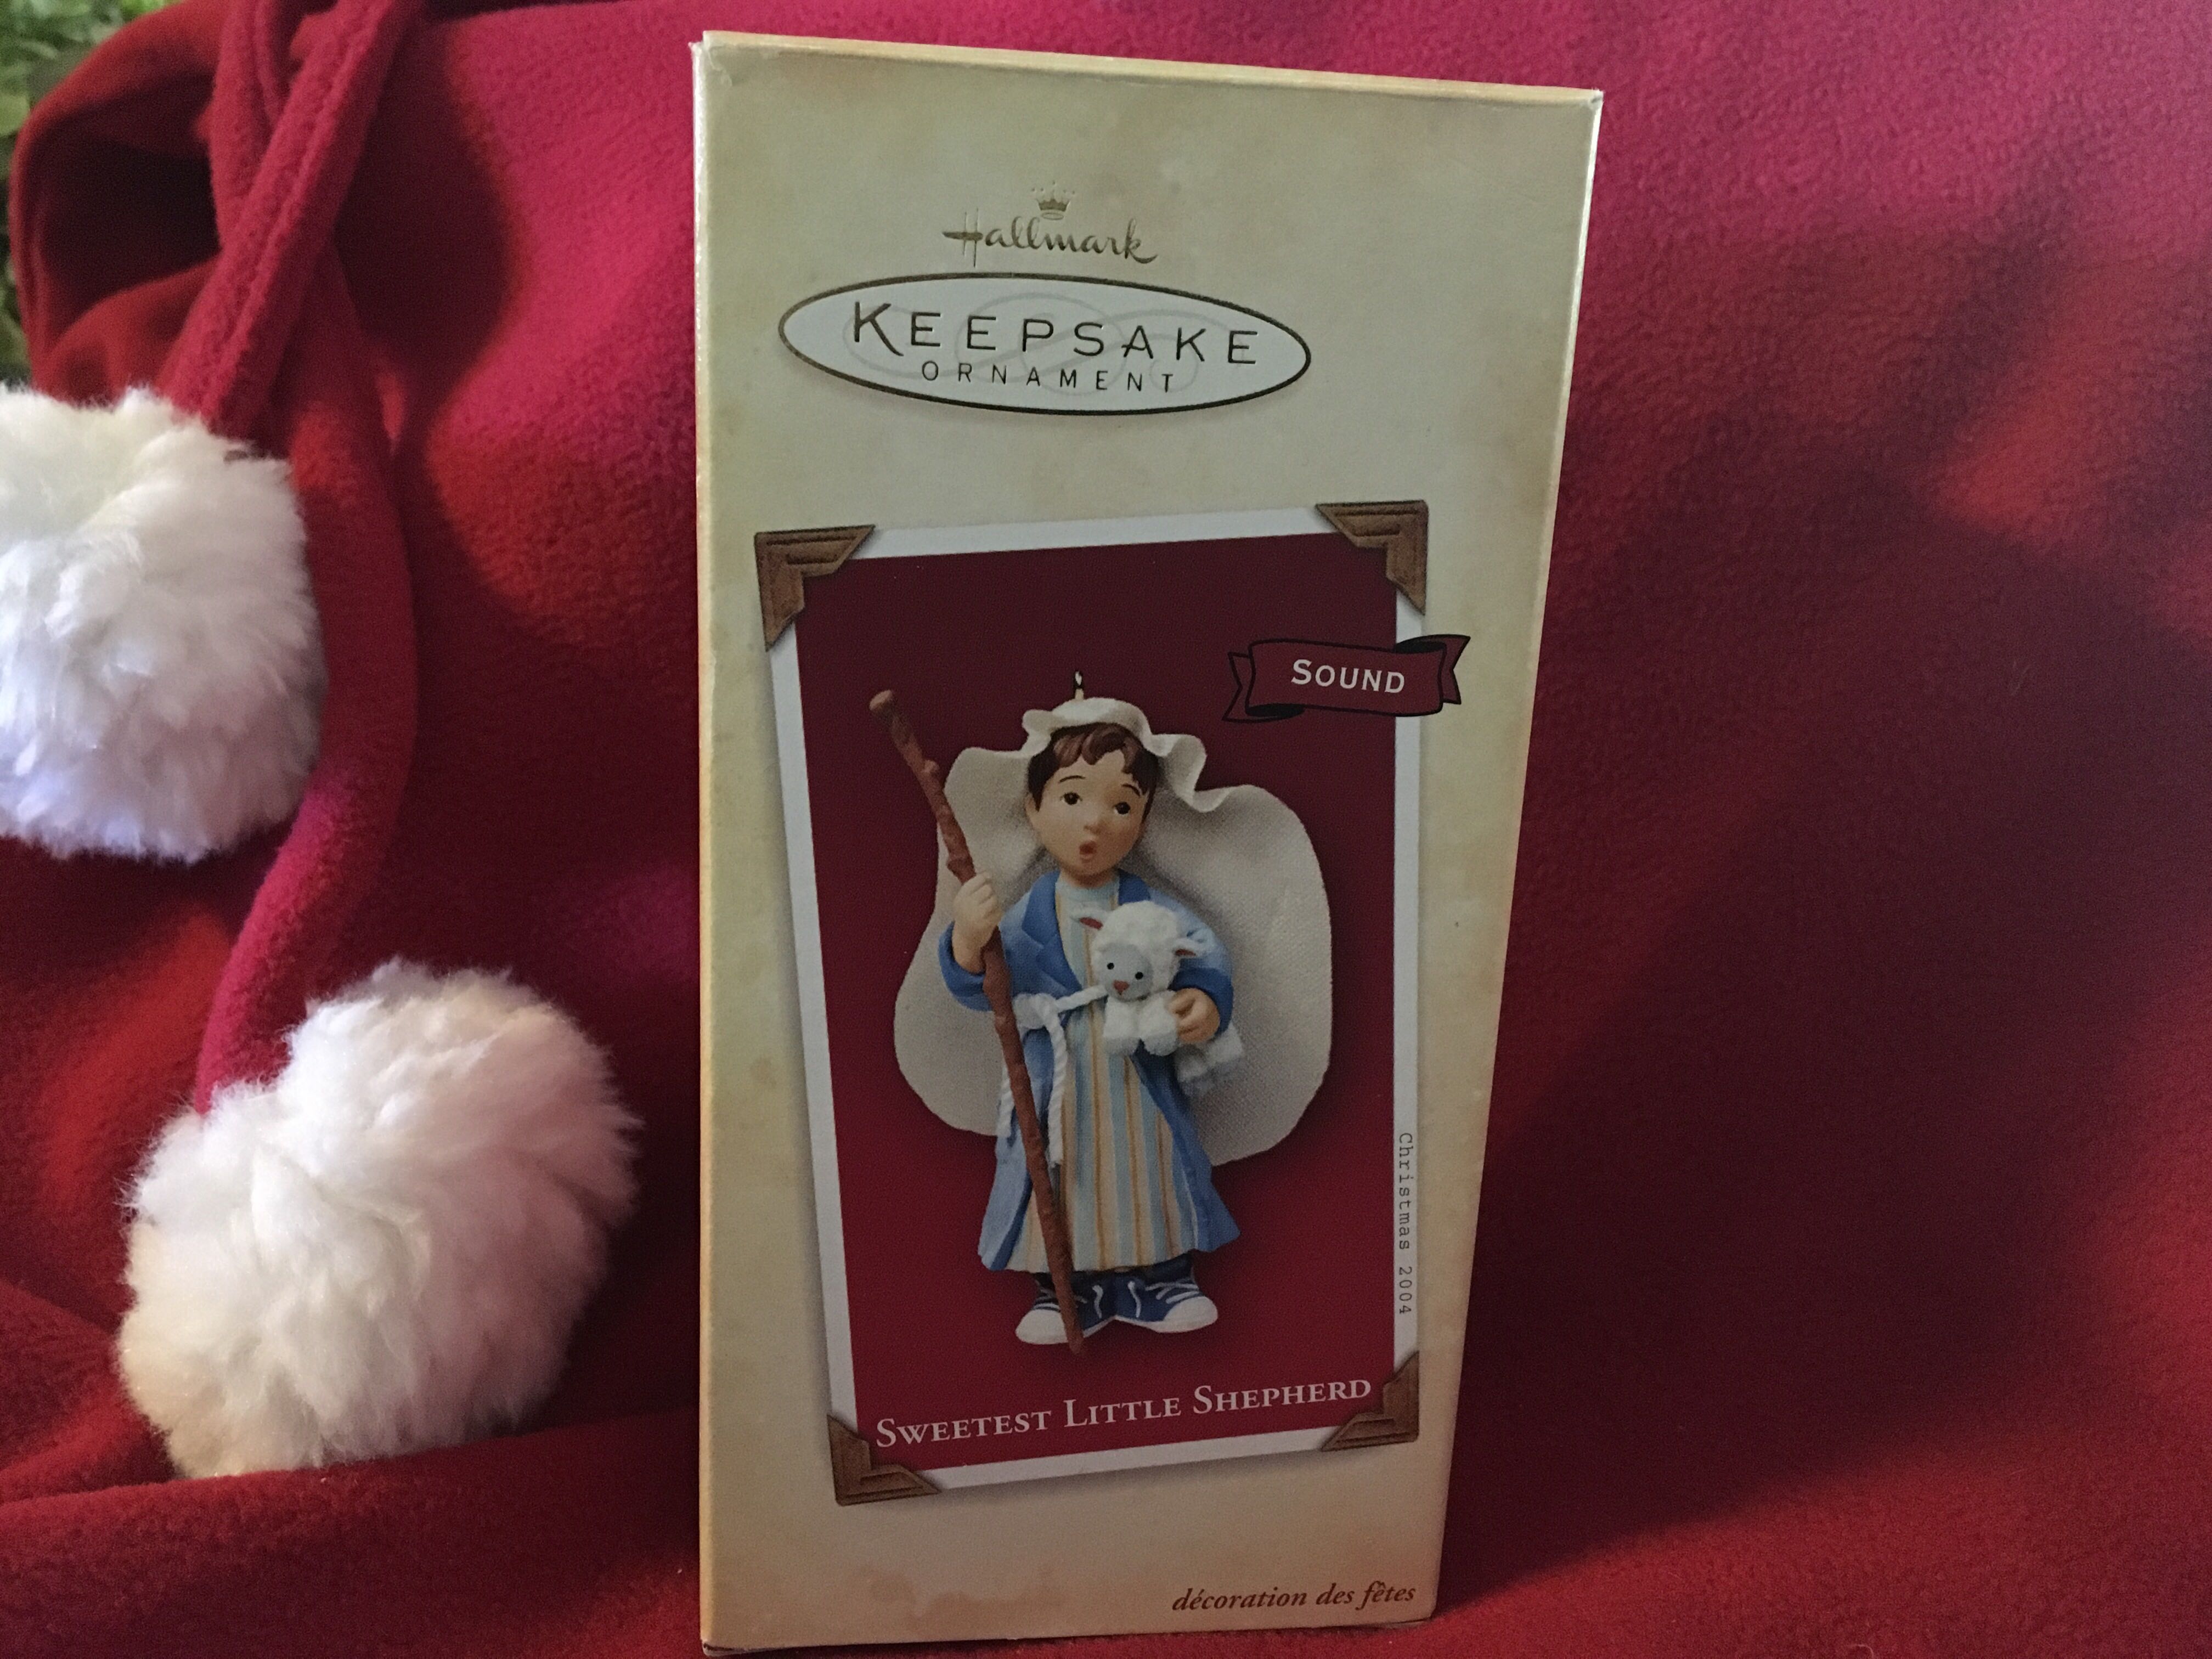 Hallmark
KEEPSAKE
ORNAMENT
SOUND
Christmas 2004
SWEETEST LITTLE SHEPHERD
décoration des fêtes